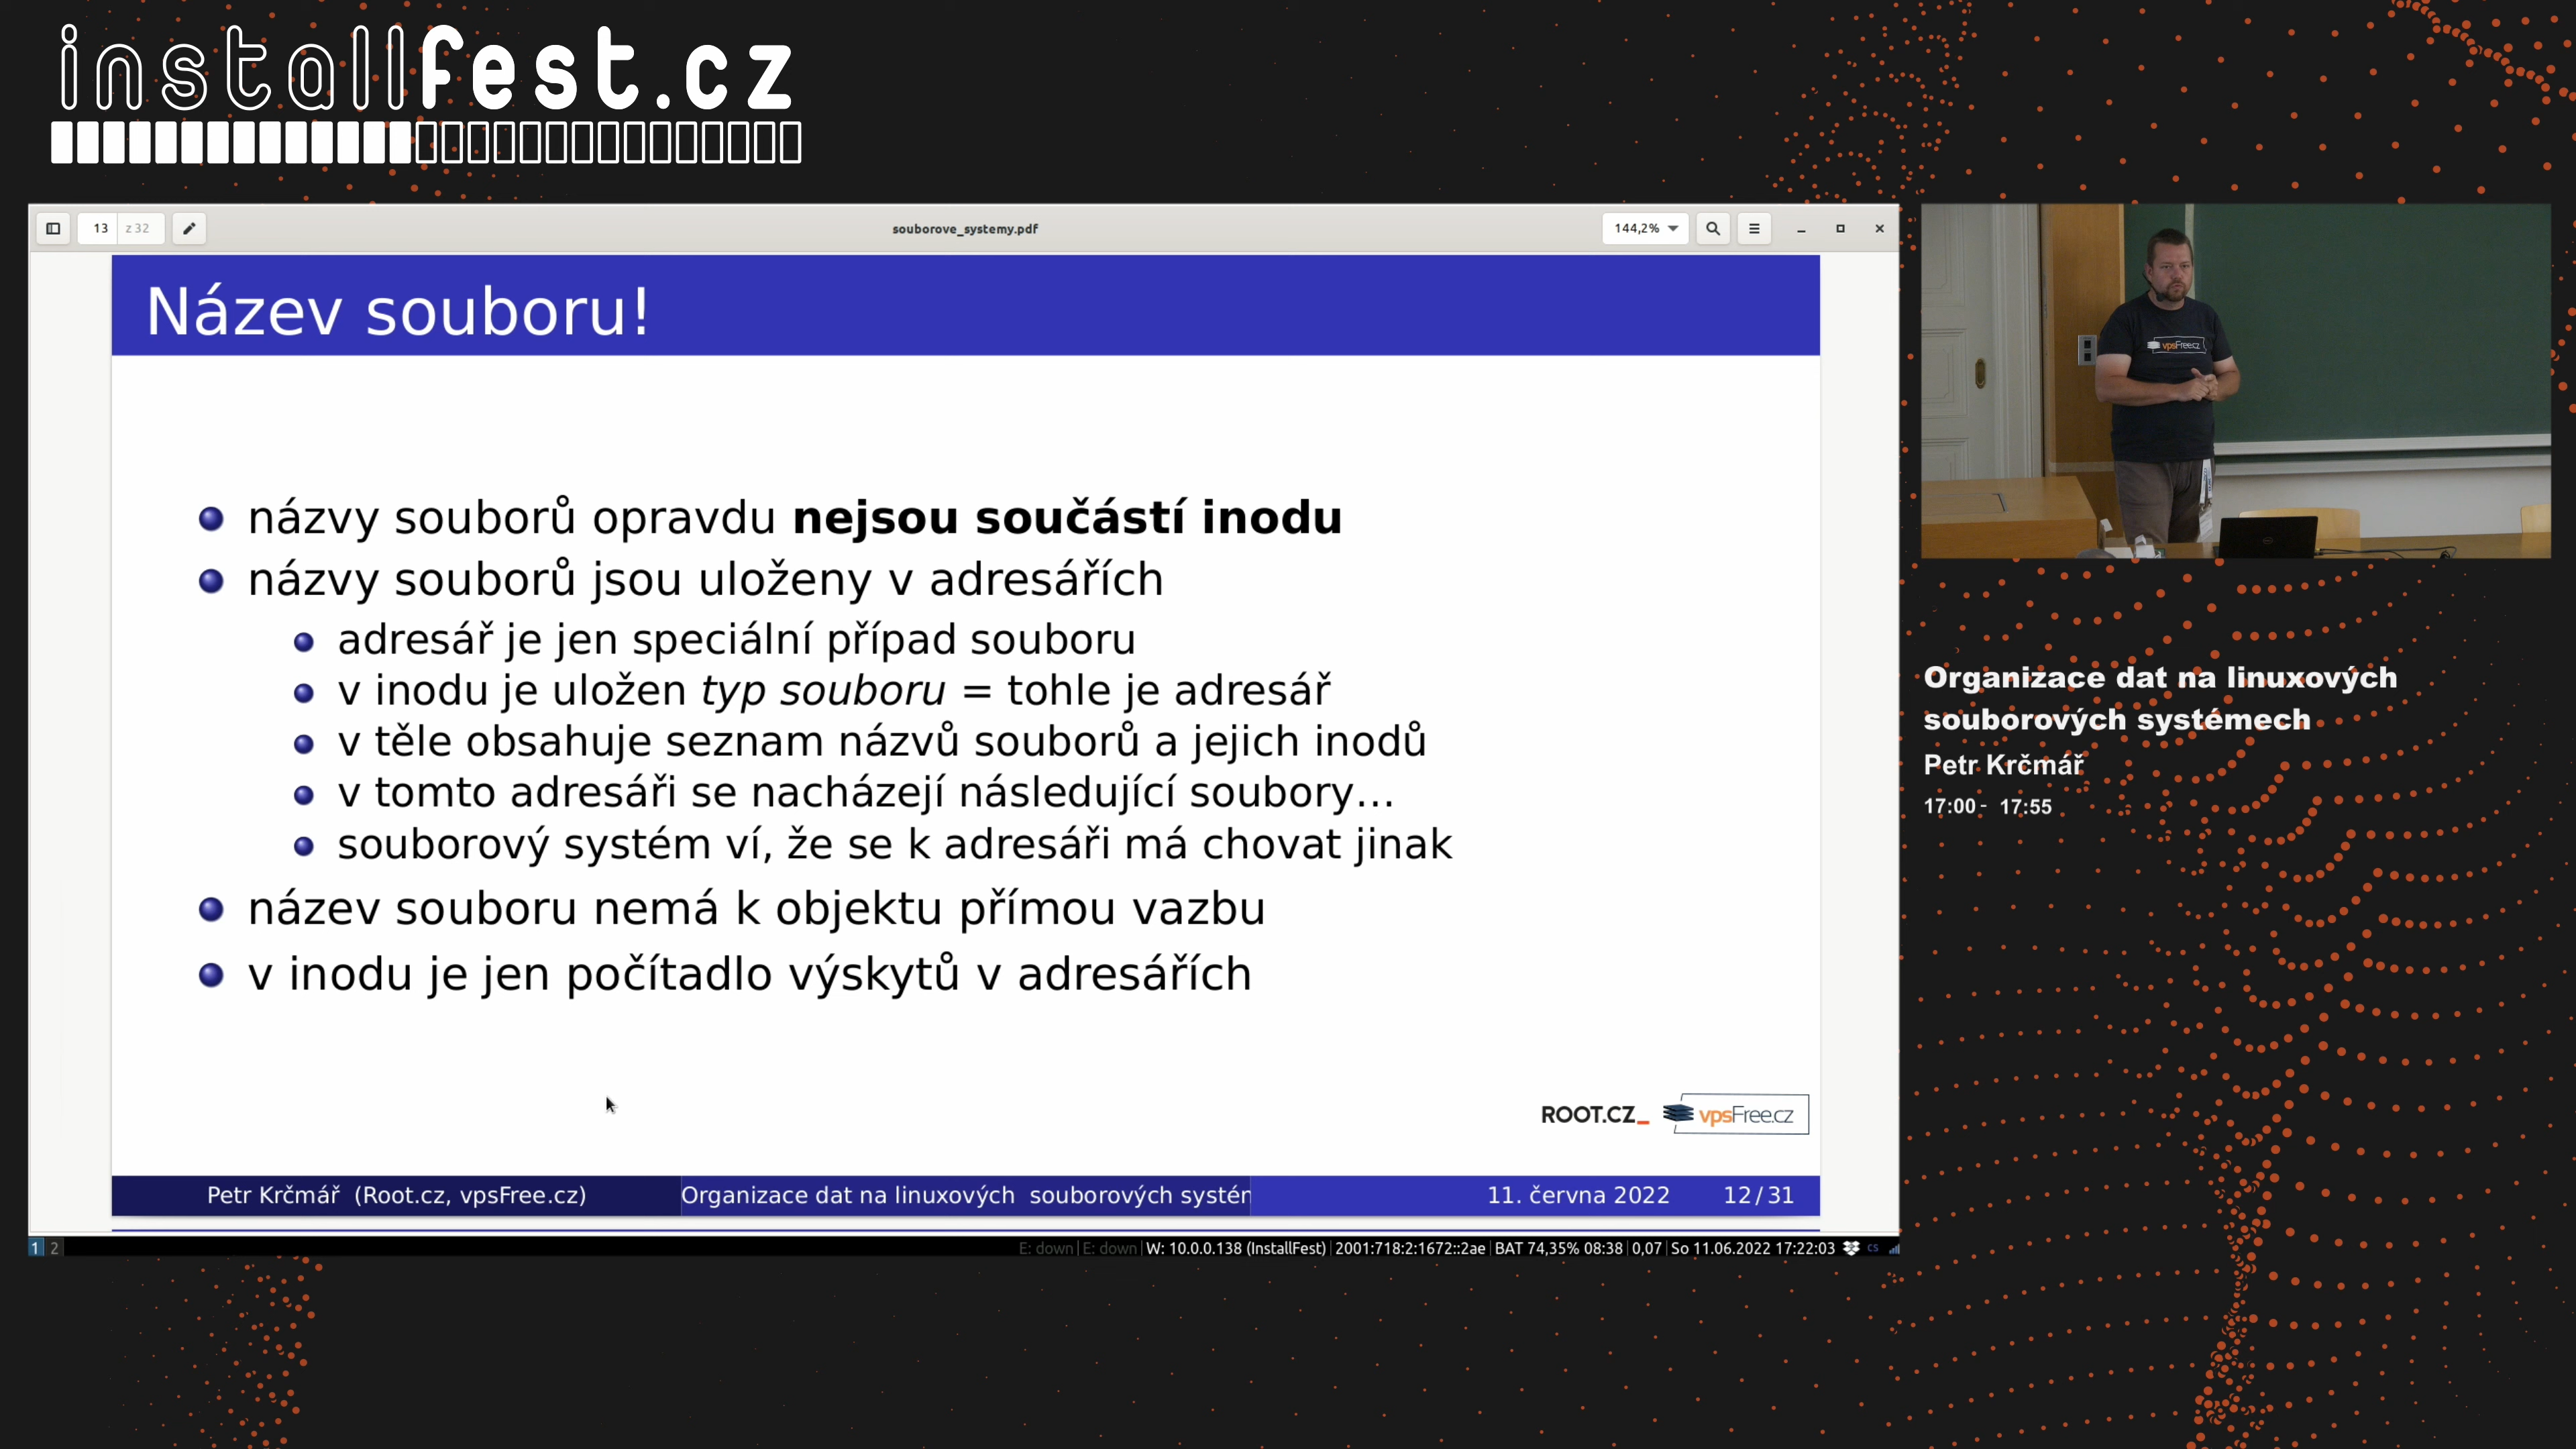 installfest.cz
13 z 32
souborove_systemy.pdf
144,2%
Název souboru!
názvy souborů opravdu nejsou součástí inodu
názvy souborů jsou uloženy v adresářích
adresář je jen speciální případ souboru
v inodu je uložen typ souboru = tohle je adresář
v těle obsahuje seznam názvů souborů a jejich inodů
v tomto adresáři se nacházejí následující soubory...
souborový systém ví, že se k adresáři má chovat jinak
název souboru nemá k objektu přímou vazbu
v inodu je jen počítadlo výskytů v adresářích
ROOT.CZ_ vpsFree.cz
Petr Krčmář (Root.cz, vpsFree.cz) Organizace dat na linuxových souborových systém 11. června 2022 12 / 31
1 2 E: down | E: down | W: 10.0.0.138 (InstallFest) | 2001:718:2:1672::2ae | BAT 74,35% 08:38 | 0,07 | So 11.06.2022 17:22:03 cs
vpsFree.cz
Organizace dat na linuxových
souborových systémech
Petr Krčmář
17:00 - 17:55